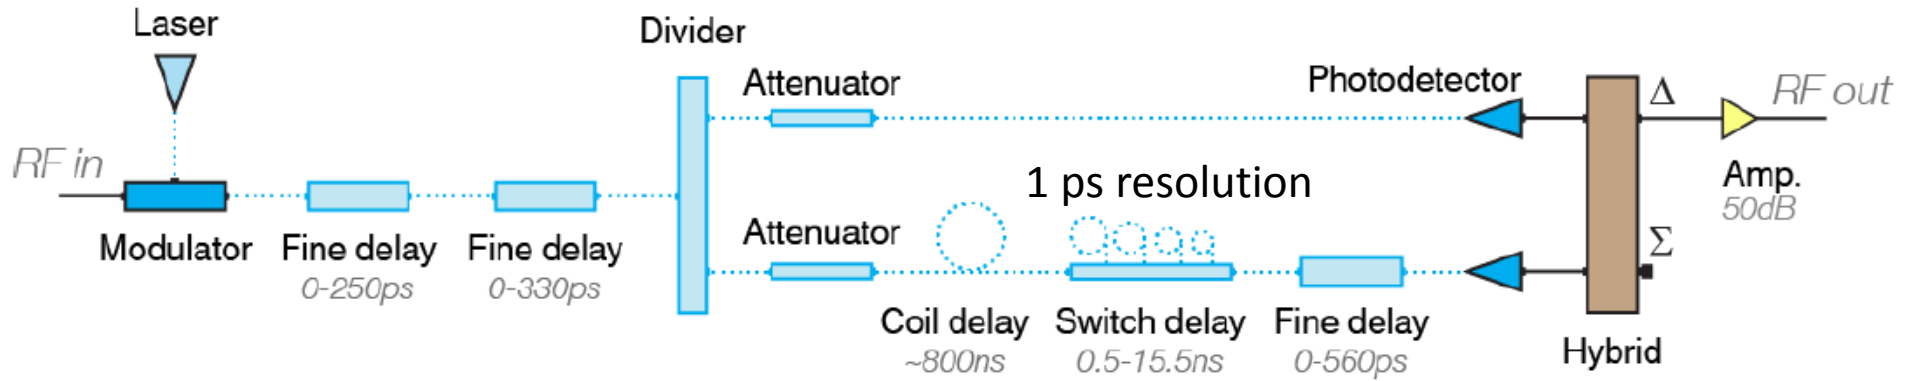 Laser
Divider
Attenuator
Photodetector
Δ
RF out
RF in
1 ps resolution
Amp.
50dB
Modulator
Fine delay
0-250ps
Fine delay
0-330ps
Attenuator
Σ
Coil delay
~800ns
Switch delay
0.5-15.5ns
Fine delay
0-560ps
Hybrid